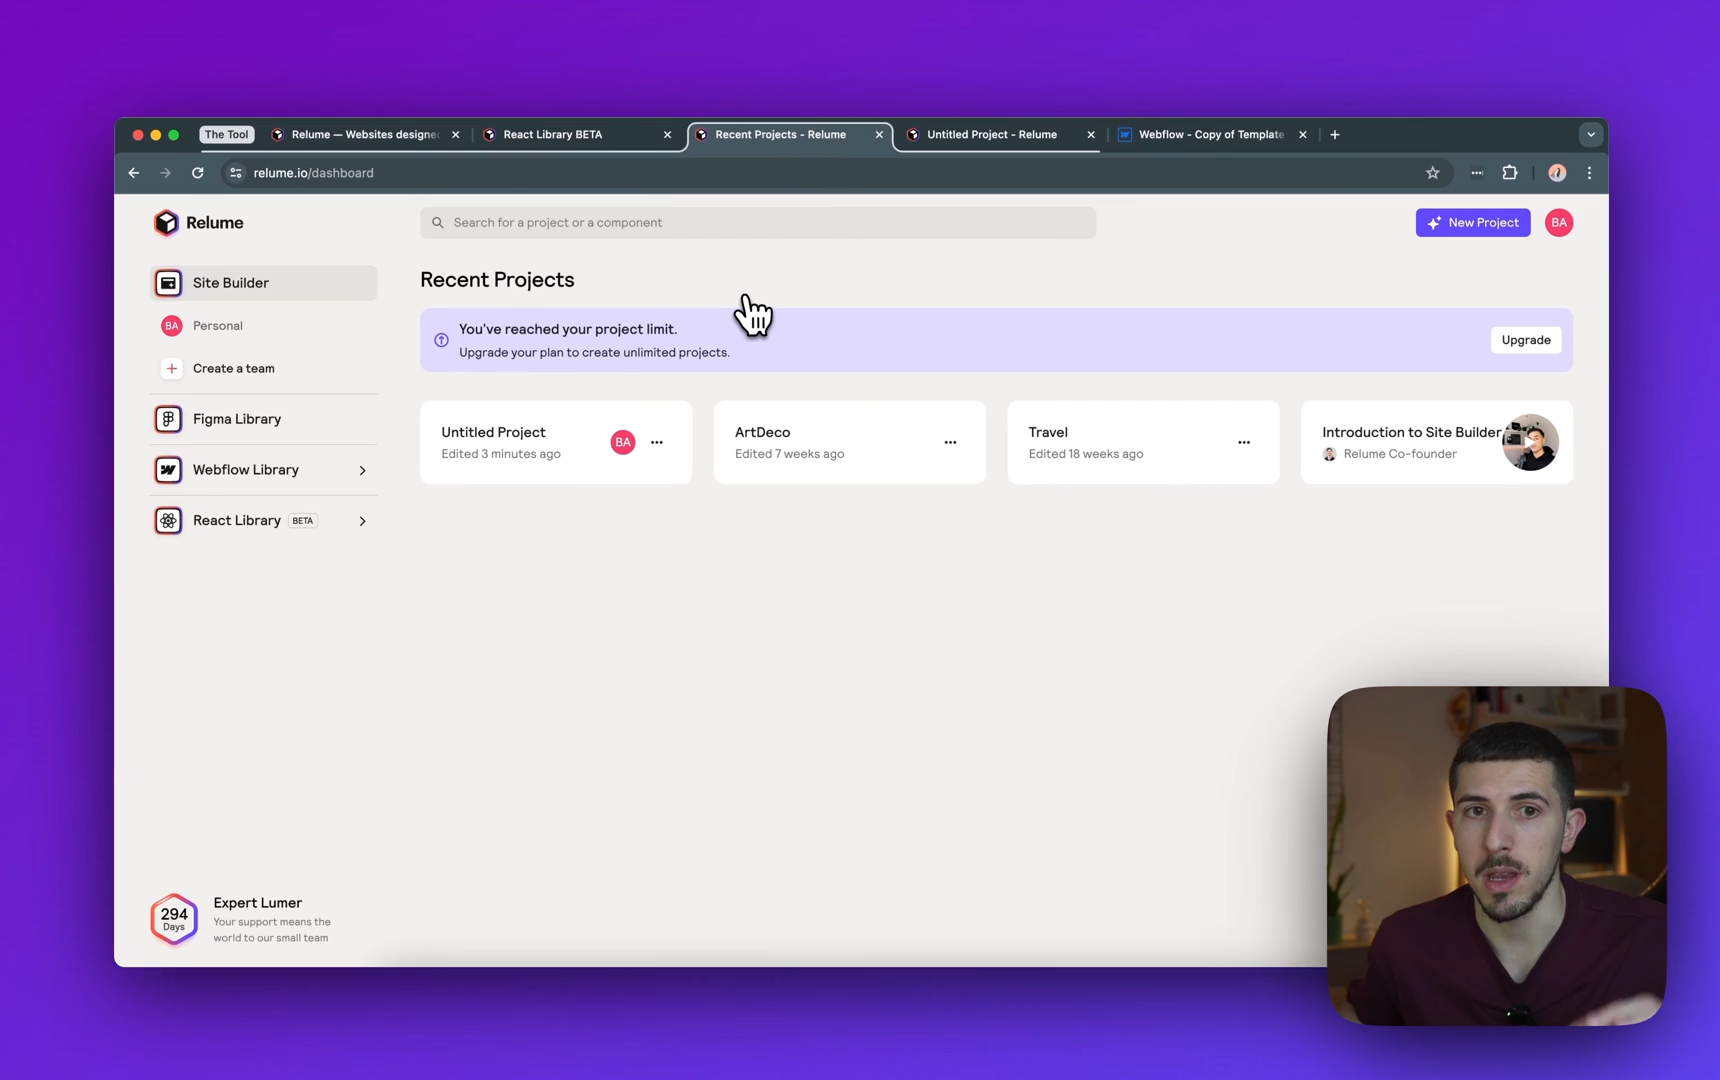 The Tool
Relume — Websites designe
React Library BETA
Recent Projects - Relume
Untitled Project - Relume
Webflow - Copy of Template
relume.io/dashboard
Relume
Search for a project or a component
New Project
BA
Site Builder
BA
Personal
Create a team
Figma Library
Webflow Library
React Library
BETA
Recent Projects
You’ve reached your project limit.
Upgrade your plan to create unlimited projects.
Upgrade
Untitled Project
Edited 3 minutes ago
BA
ArtDeco
Edited 7 weeks ago
Travel
Edited 18 weeks ago
Introduction to Site Builder
Relume Co-founder
294
Days
Expert Lumer
Your support means the
world to our small team